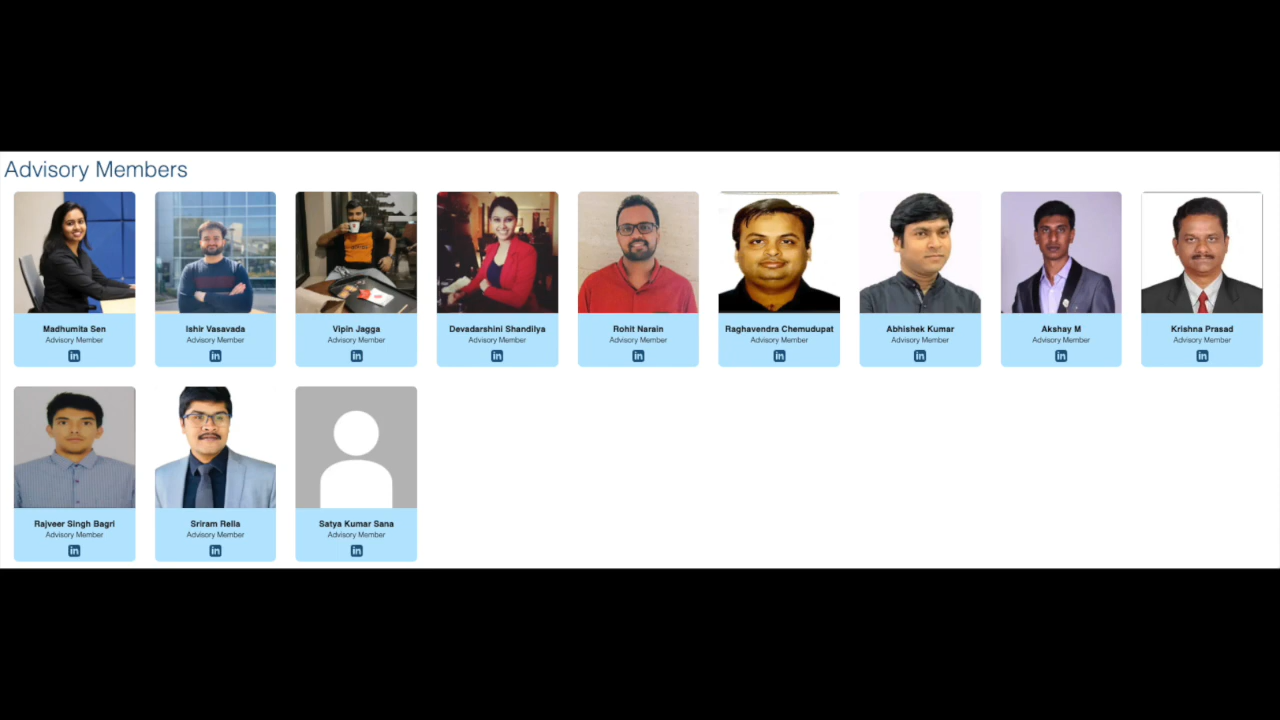 Advisory Members
Madhumita Sen
Advisory Member
in
Ishir Vasavada
Advisory Member
in
Vipin Jagga
Advisory Member
in
Devadarshini Shandilya
Advisory Member
in
Rohit Narain
Advisory Member
in
Raghavendra Chemudupat
Advisory Member
in
Abhishek Kumar
Advisory Member
in
Akshay M
Advisory Member
in
Krishna Prasad
Advisory Member
in
Rajveer Singh Bagri
Advisory Member
in
Sriram Rella
Advisory Member
in
Satya Kumar Sana
Advisory Member
in